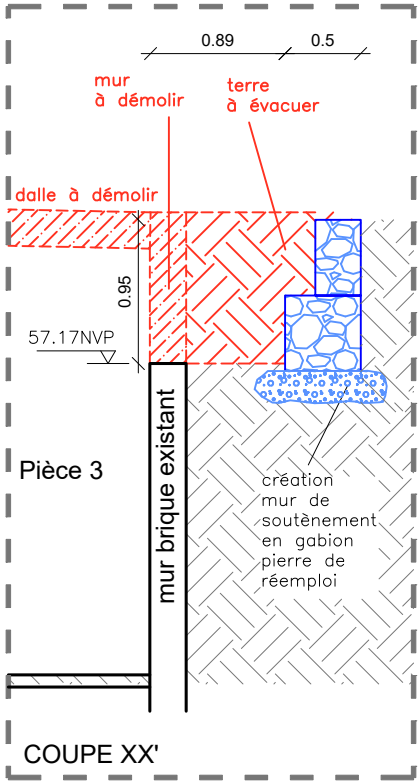 0.89
0.5
mur
à démolir
terre
à évacuer
dalle à démolir
0.95
57.17NVP
Pièce 3
mur brique existant
création
mur de
soutènement
en gabion
pierre de
réemploi
COUPE XX'